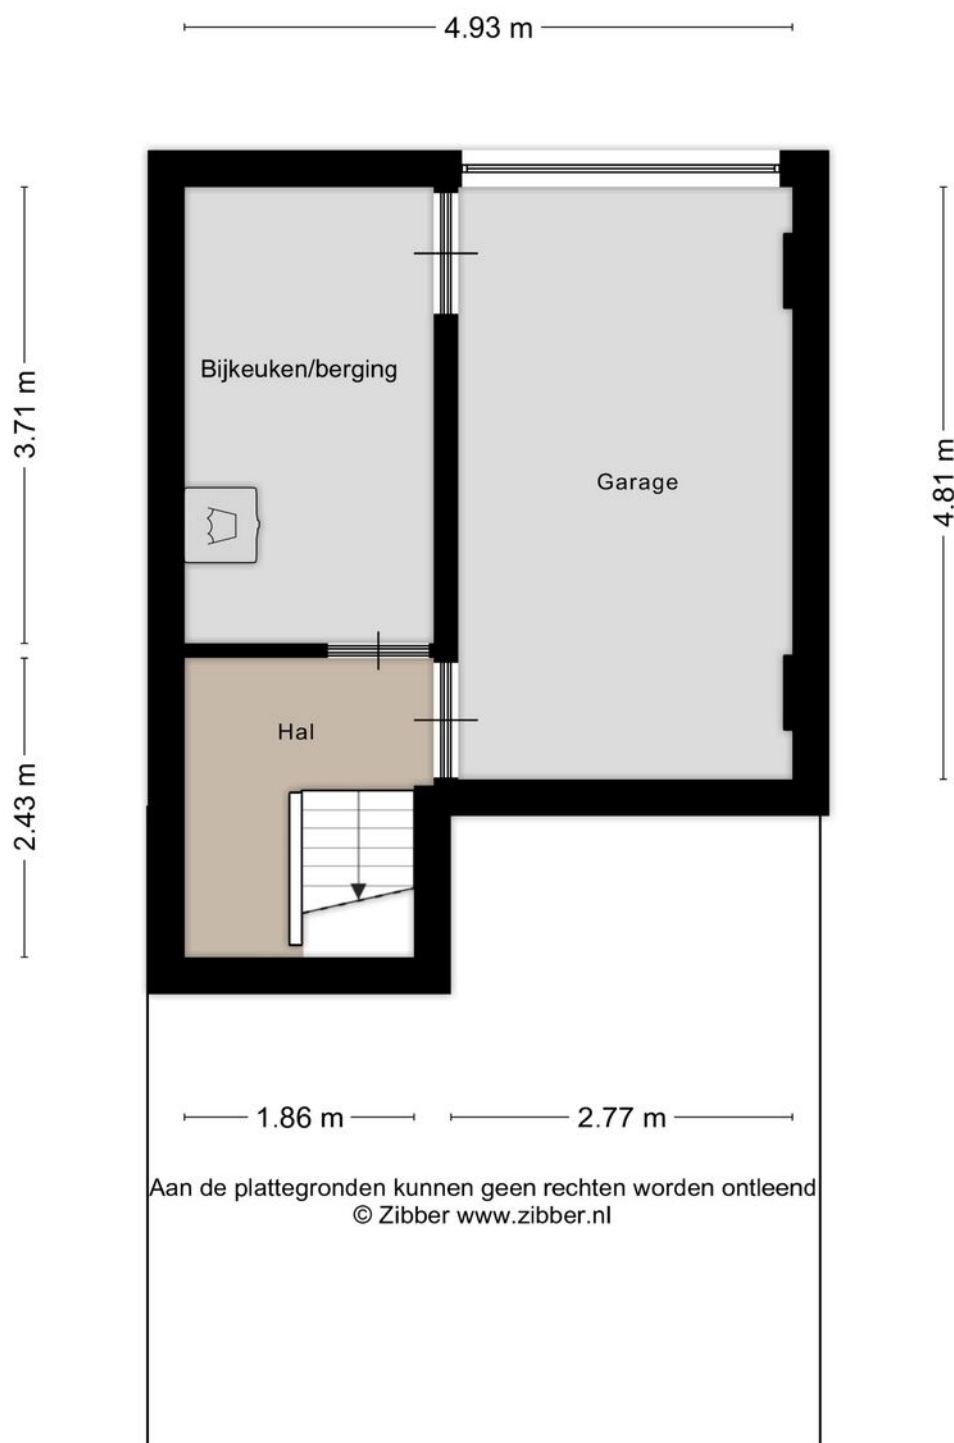 4.93 m
Bijkeuken/berging
3.71 m
Garage
4.81 m
Hal
2.43 m
1.86 m
2.77 m
Aan de plattegronden kunnen geen rechten worden ontleend
© Zibber www.zibber.nl